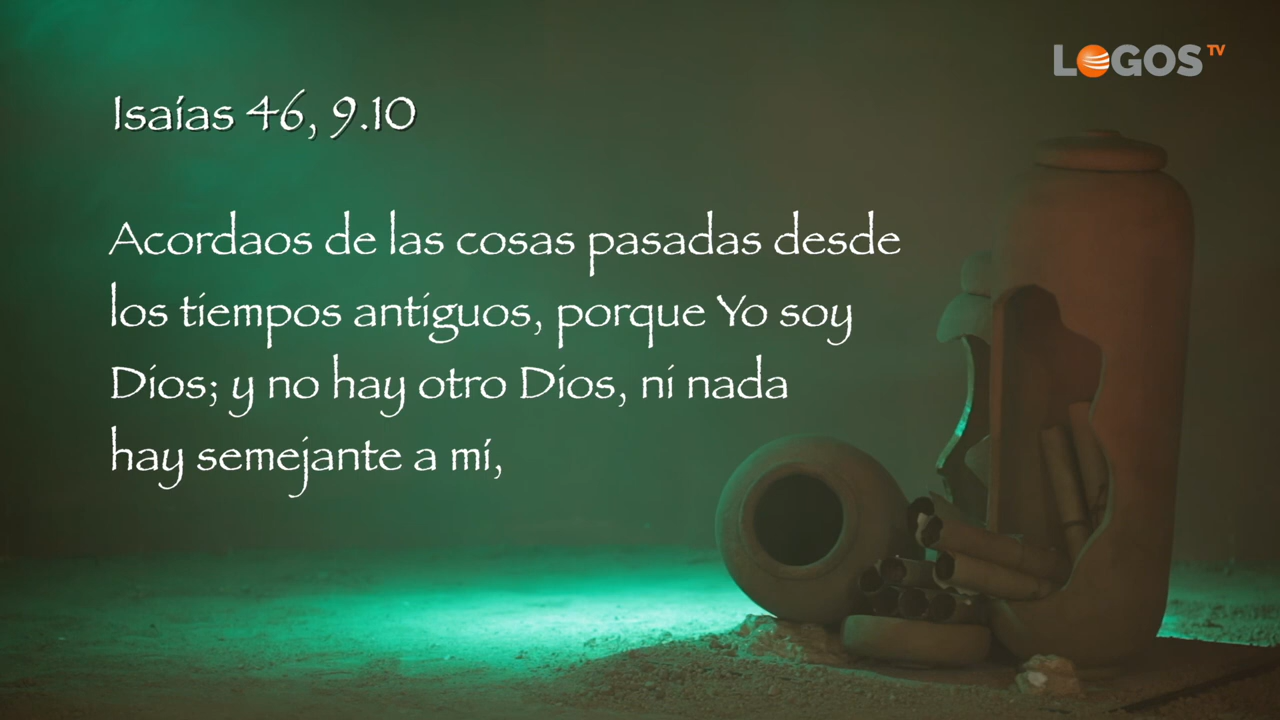 LOGOS TV
Isaías 46, 9.10
Acordaos de las cosas pasadas desde
los tiempos antiguos, porque Yo soy
Dios; y no hay otro Dios, ni nada
hay semejante a mí,